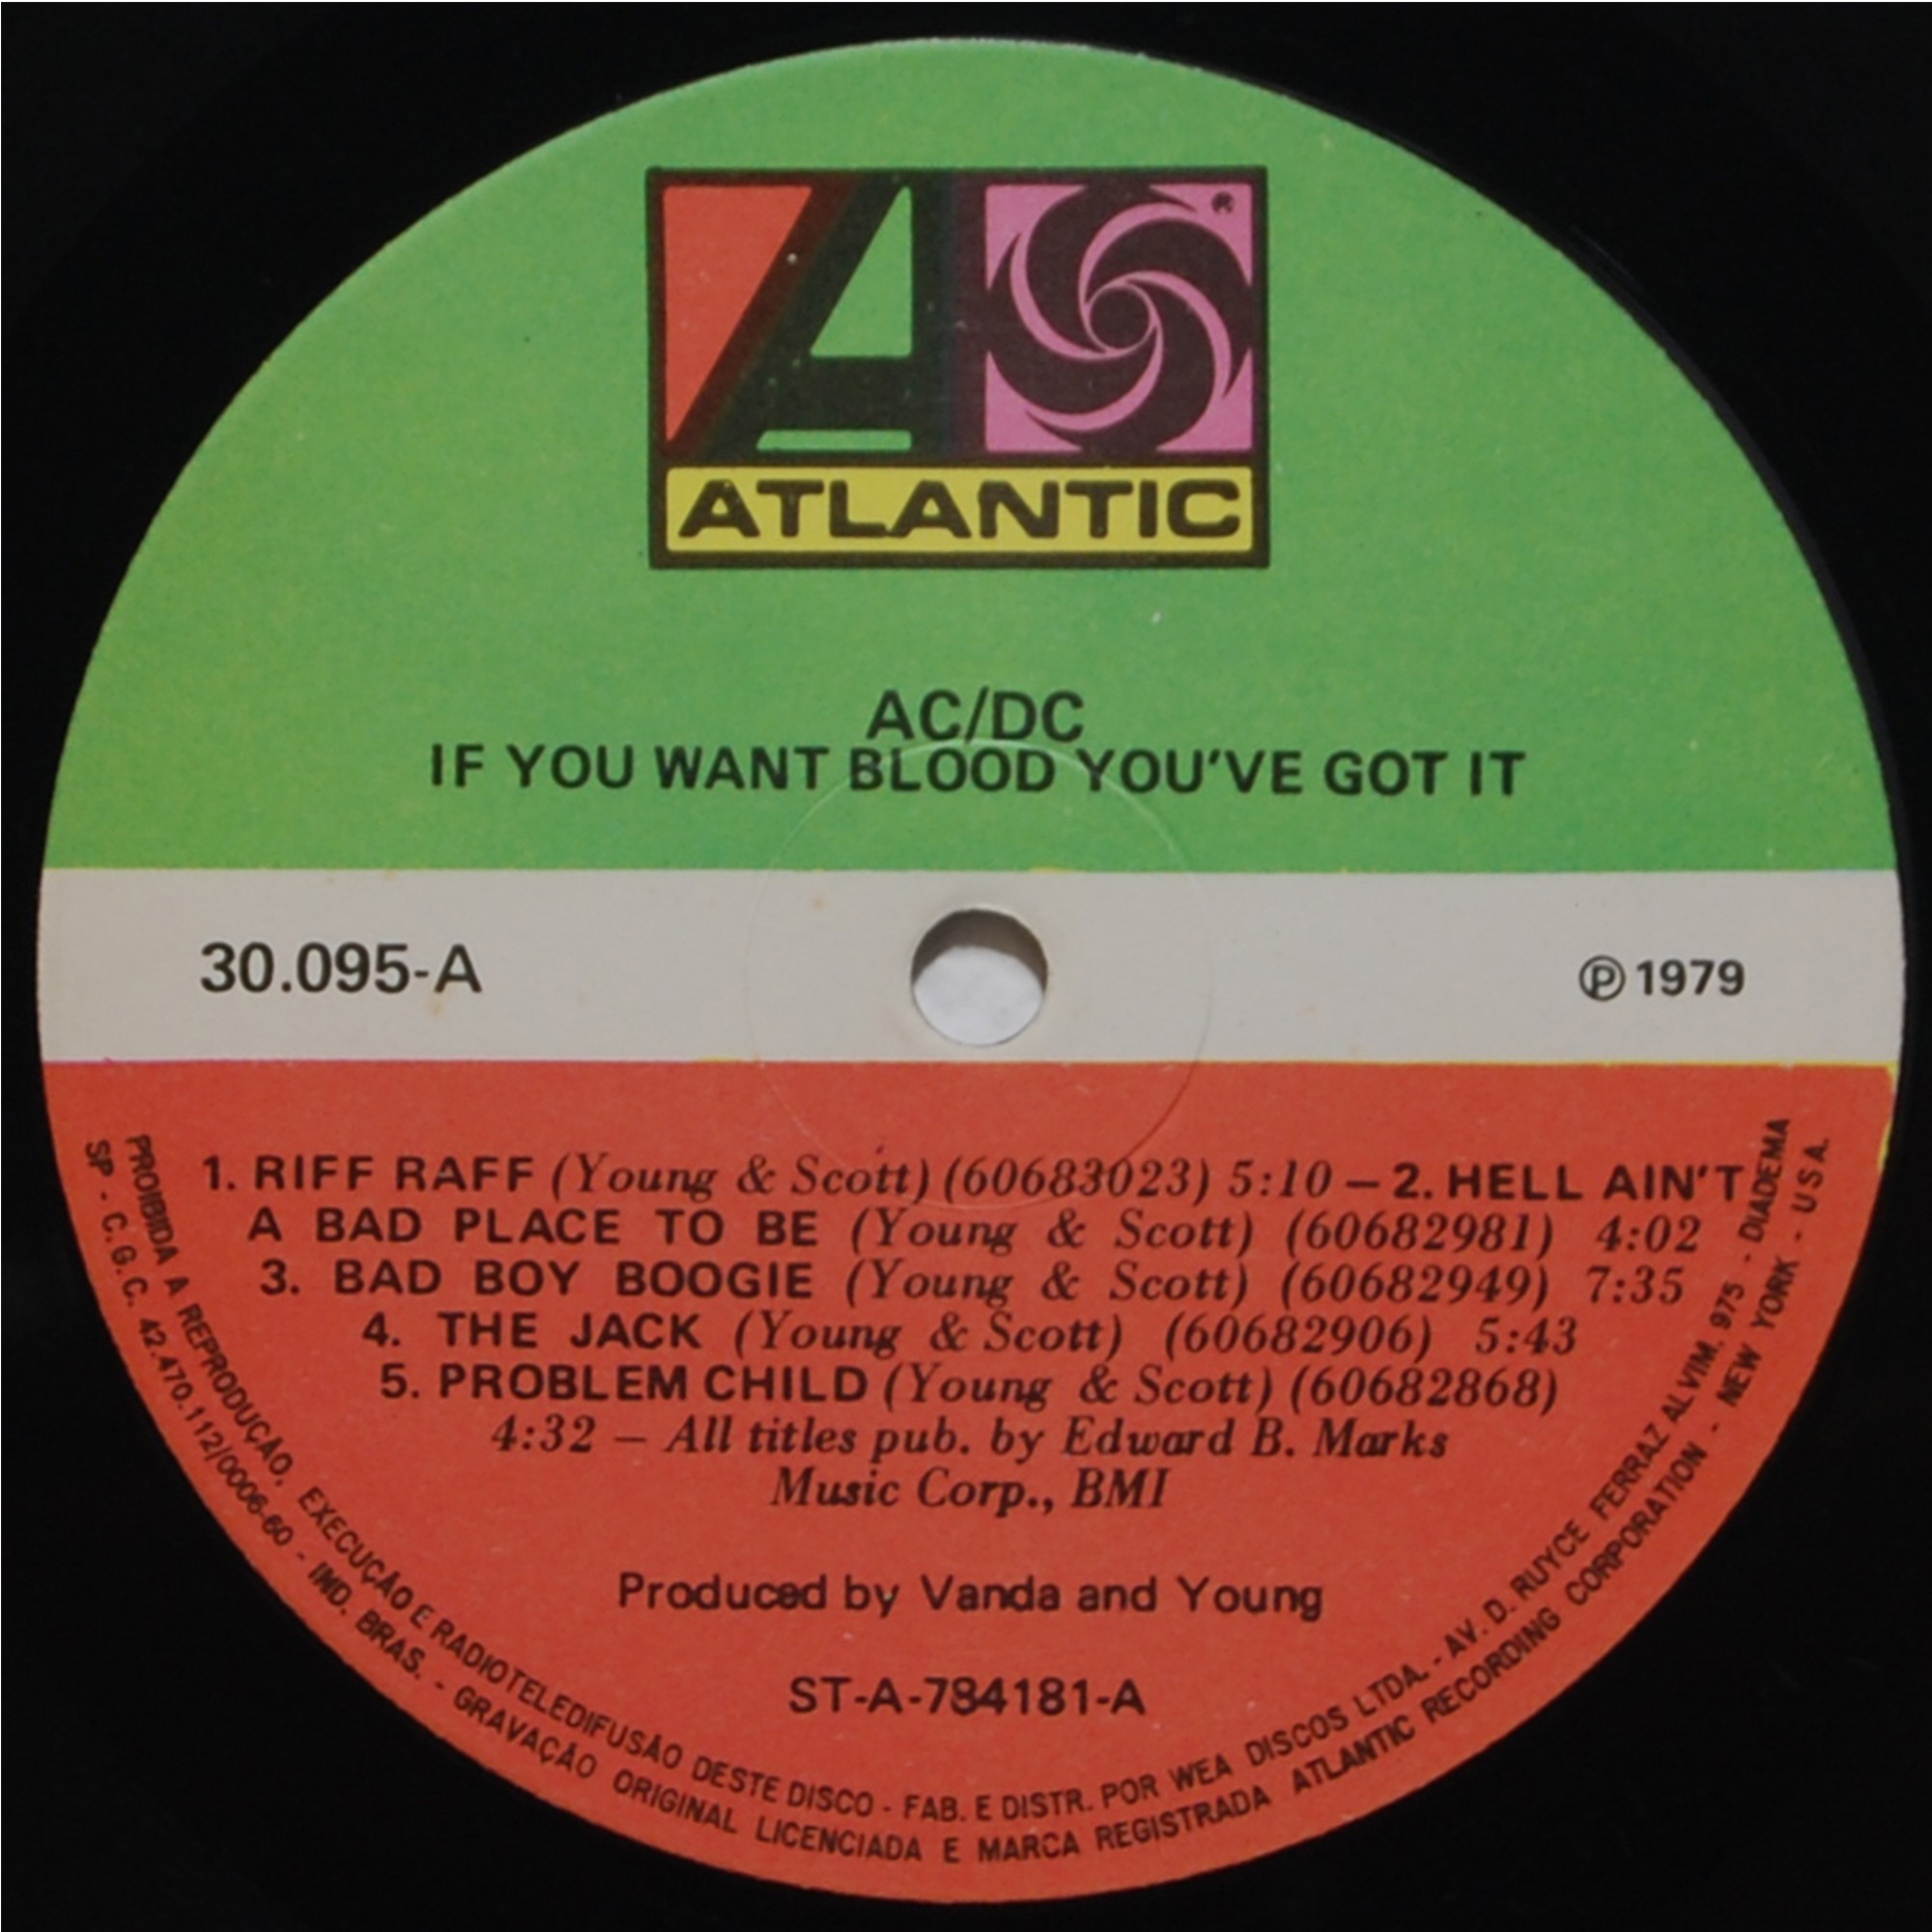 ®
ATLANTIC
AC/DC
IF YOU WANT BLOOD YOU'VE GOT IT
30.095-A
℗ 1979
1. RIFF RAFF (Young & Scott) (60683023) 5:10 – 2. HELL AIN'T
A BAD PLACE TO BE (Young & Scott) (60682981) 4:02
3. BAD BOY BOOGIE (Young & Scott) (60682949) 7:35
4. THE JACK (Young & Scott) (60682906) 5:43
5. PROBLEM CHILD (Young & Scott) (60682868)
4:32 – All titles pub. by Edward B. Marks
Music Corp., BMI
Produced by Vanda and Young
ST-A-784181-A
PROIBIDA A REPRODUÇÃO, EXECUÇÃO E RADIOTELEDIFUSÃO DESTE DISCO - FAB. E DISTR. POR WEA DISCOS LTDA. - AV. D. RUYCE FERRAZ ALVIM, 975 - DIADEMA
SP - C.G.C. 42.470.112/0006-60 - IND. BRAS. - GRAVAÇÃO ORIGINAL LICENCIADA E MARCA REGISTRADA ATLANTIC RECORDING CORPORATION - NEW YORK - U.S.A.